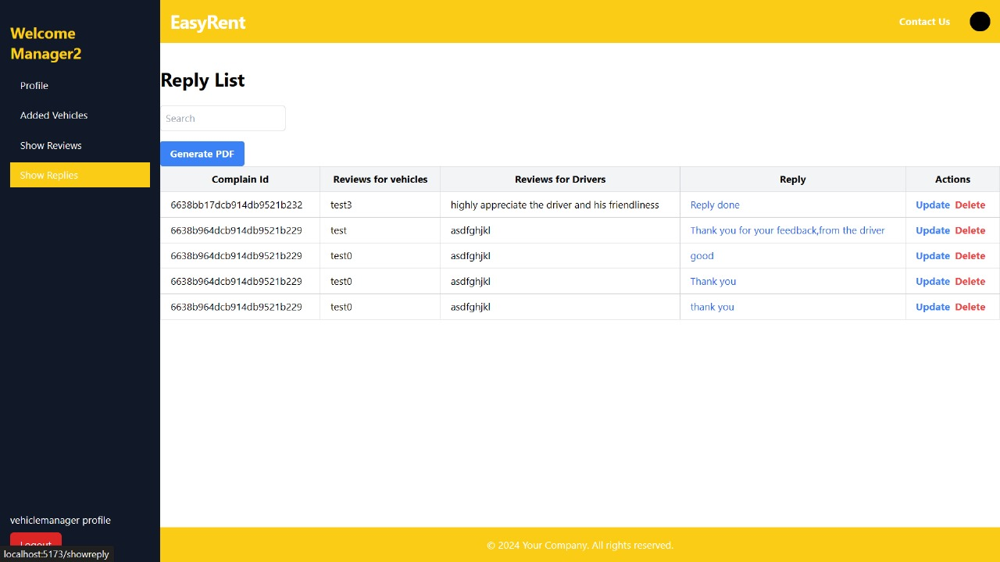 Welcome
Manager2
Profile
Added Vehicles
Show Reviews
Show Replies
vehiclemanager profile
Logout
localhost:5173/showreply
EasyRent
Contact Us
Reply List
Search
Generate PDF
Complain Id Reviews for vehicles Reviews for Drivers Reply Actions
6638bb17dcb914db9521b232 test3 highly appreciate the driver and his friendliness Reply done Update Delete
6638b964dcb914db9521b229 test asdfghjkl Thank you for your feedback,from the driver Update Delete
6638b964dcb914db9521b229 test0 asdfghjkl good Update Delete
6638b964dcb914db9521b229 test0 asdfghjkl Thank you Update Delete
6638b964dcb914db9521b229 test0 asdfghjkl thank you Update Delete
© 2024 Your Company. All rights reserved.